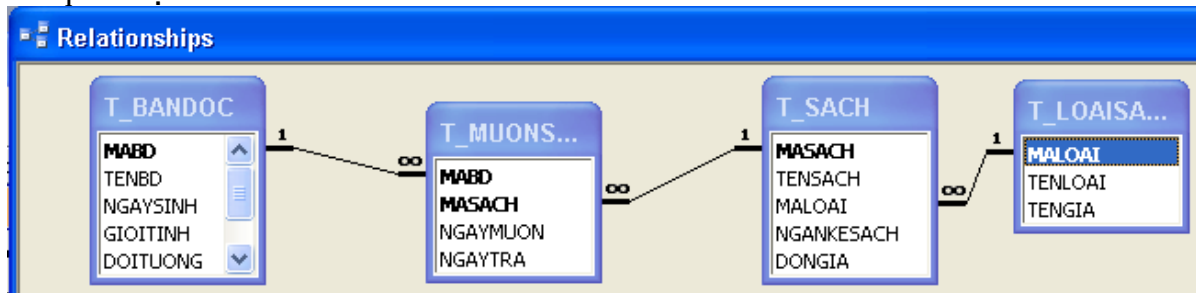 Relationships
T_BANDOC
MABD
TENBD
NGAYSINH
GIOITINH
DOITUONG
1
∞
T_MUONS...
MABD
MASACH
NGAYMUON
NGAYTRA
∞
1
T_SACH
MASACH
TENSACH
MALOAI
NGANKESACH
DONGIA
∞
1
T_LOAISA...
MALOAI
TENLOAI
TENGIA